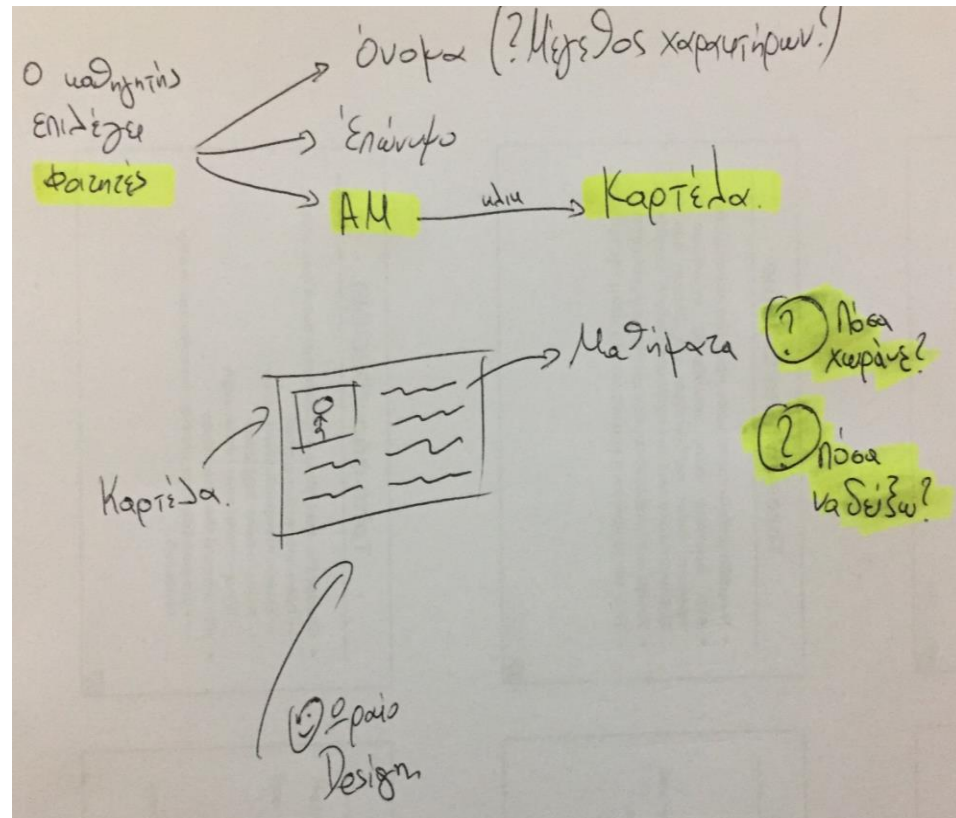 Ο καθηγητής
επιλέγει
Φοιτητές
Όνομα (?Μέγεθος χαρακτήρων?)
Επώνυμο
ΑΜ
κλικ
Καρτέλα.
Καρτέλα.
Μαθήματα
? Πόσα
χωράνε?
? Πόσα
να δείξω?
Ωραίο
Design